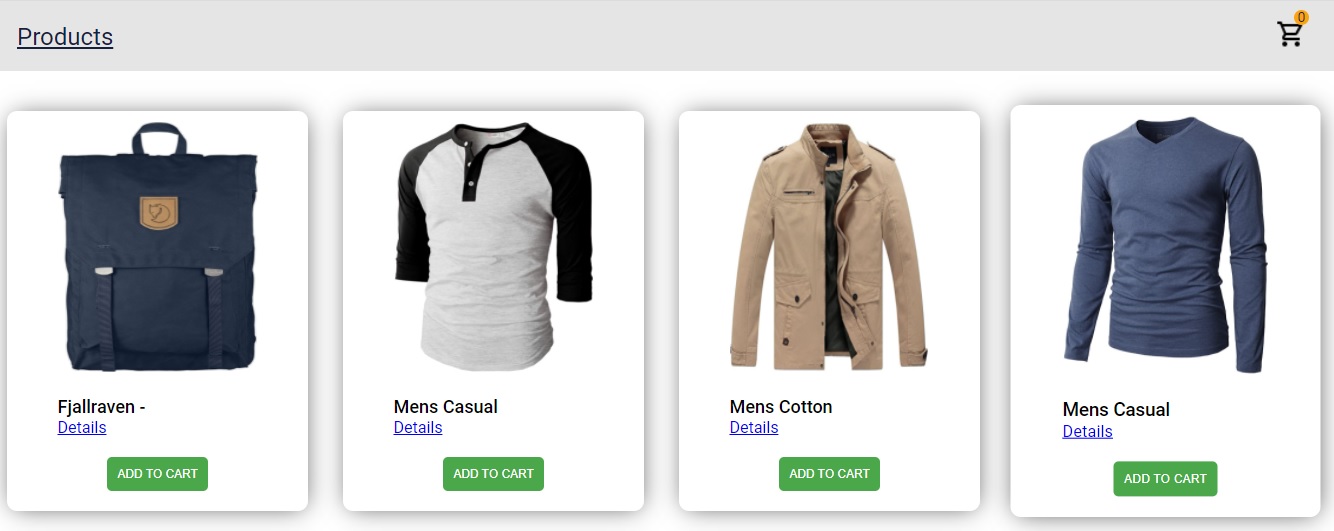 Products
0
Fjallraven -
Details
ADD TO CART
Mens Casual
Details
ADD TO CART
Mens Cotton
Details
ADD TO CART
Mens Casual
Details
ADD TO CART